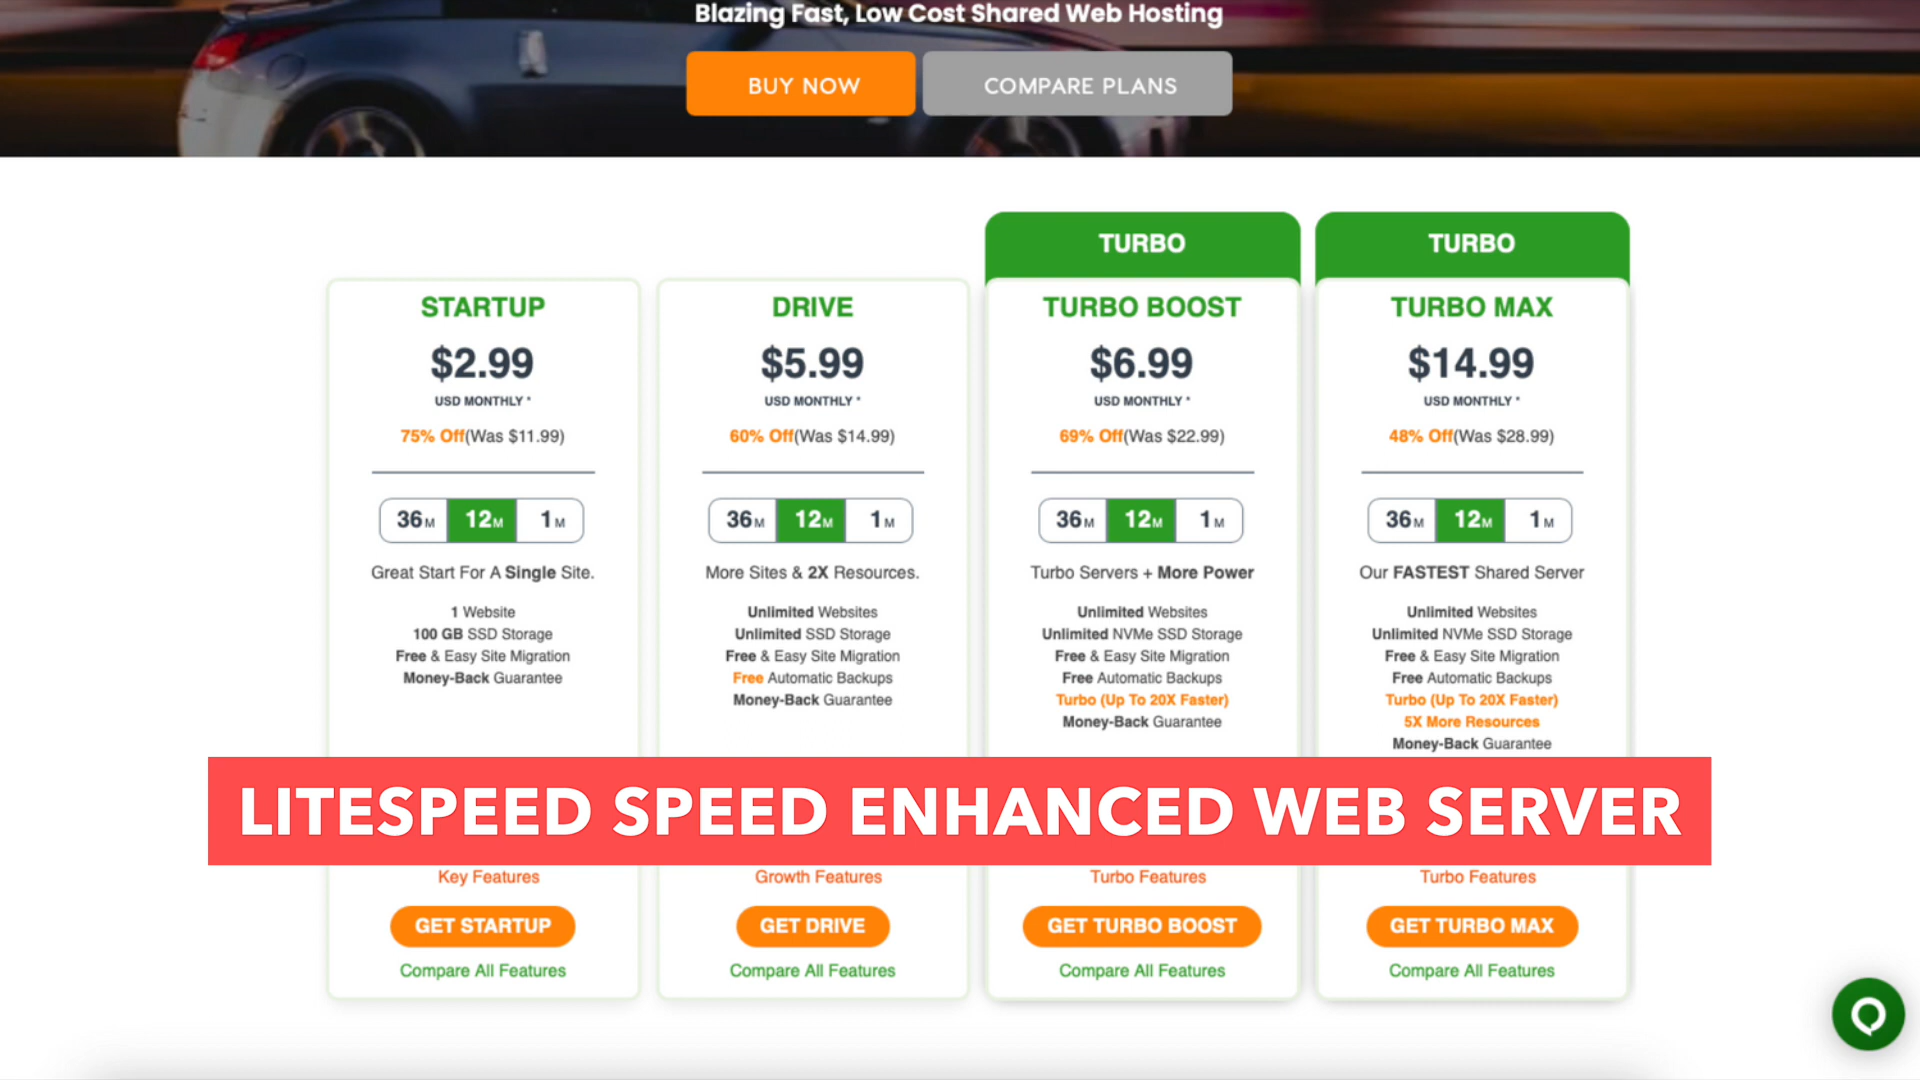 Blazing Fast, Low Cost Shared Web Hosting
BUY NOW
COMPARE PLANS
STARTUP
$2.99
USD MONTHLY *
75% Off(Was $11.99)
36M 12M 1M
Great Start For A Single Site.
1 Website
100 GB SSD Storage
Free & Easy Site Migration
Money-Back Guarantee
Key Features
GET STARTUP
Compare All Features
DRIVE
$5.99
USD MONTHLY *
60% Off(Was $14.99)
36M 12M 1M
More Sites & 2X Resources.
Unlimited Websites
Unlimited SSD Storage
Free & Easy Site Migration
Free Automatic Backups
Money-Back Guarantee
Growth Features
GET DRIVE
Compare All Features
TURBO
TURBO BOOST
$6.99
USD MONTHLY *
69% Off(Was $22.99)
36M 12M 1M
Turbo Servers + More Power
Unlimited Websites
Unlimited NVMe SSD Storage
Free & Easy Site Migration
Free Automatic Backups
Turbo (Up To 20X Faster)
Money-Back Guarantee
Turbo Features
GET TURBO BOOST
Compare All Features
TURBO
TURBO MAX
$14.99
USD MONTHLY *
48% Off(Was $28.99)
36M 12M 1M
Our FASTEST Shared Server
Unlimited Websites
Unlimited NVMe SSD Storage
Free & Easy Site Migration
Free Automatic Backups
Turbo (Up To 20X Faster)
5X More Resources
Money-Back Guarantee
Turbo Features
GET TURBO MAX
Compare All Features
LITESPEED SPEED ENHANCED WEB SERVER